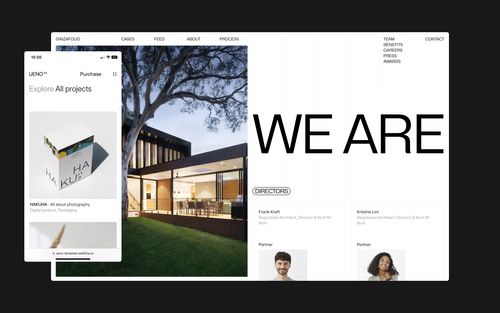 GINZAFOLIO
CASES
FEED
ABOUT
PROCESS
TEAM
BENEFITS
CAREERS
PRESS
AWARDS
CONTACT
WE ARE
DIRECTORS
Frank Kraft
Registered Architect, Director B Arch M Arch
Kristine Linn
Registered Architect, Director B Arch M Arch
Partner
Partner
15:50
UENO™
Purchase
Explore All projects
HA
KU
HAKUHA - All about photography
Digital product, Packaging
ueno-template.webflow.io